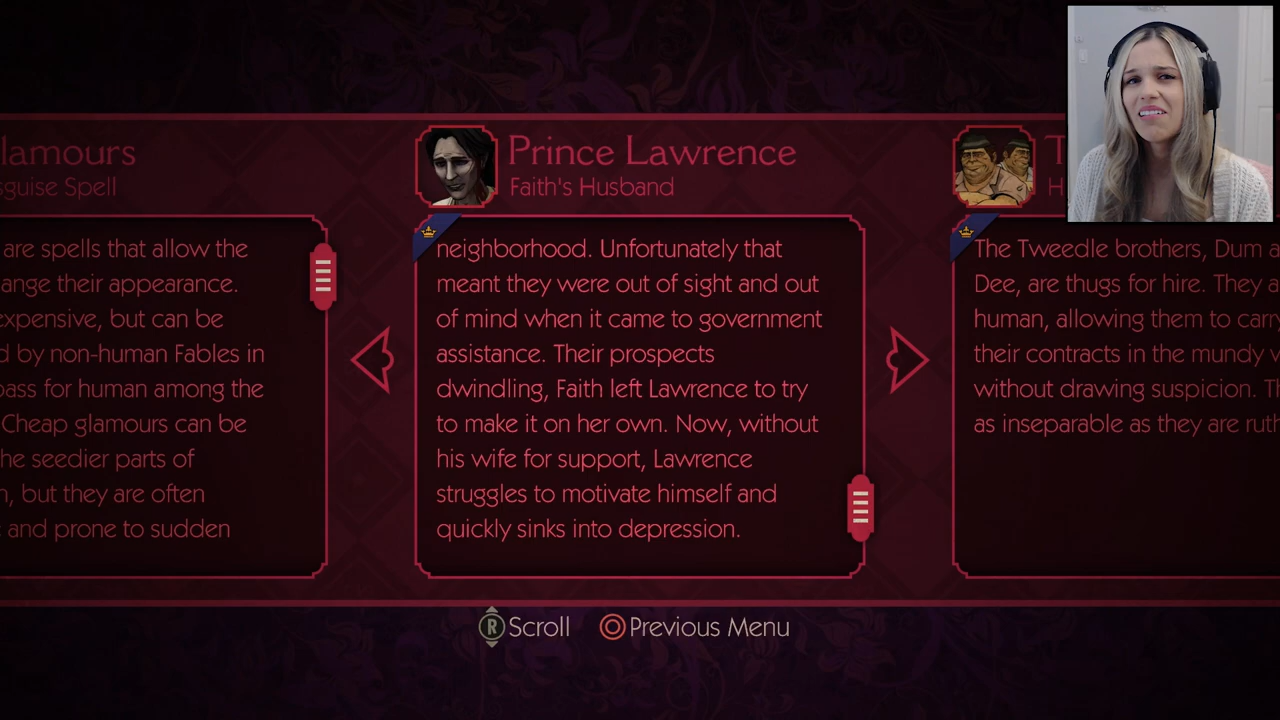 lamours
sguise Spell
are spells that allow the
ange their appearance.
expensive, but can be
d by non-human Fables in
pass for human among the
Cheap glamours can be
he seedier parts of
n, but they are often
and prone to sudden
Prince Lawrence
Faith's Husband
neighborhood. Unfortunately that
meant they were out of sight and out
of mind when it came to government
assistance. Their prospects
dwindling, Faith left Lawrence to try
to make it on her own. Now, without
his wife for support, Lawrence
struggles to motivate himself and
quickly sinks into depression.
T
H
The Tweedle brothers, Dum a
Dee, are thugs for hire. They a
human, allowing them to carry
their contracts in the mundy w
without drawing suspicion. Th
as inseparable as they are ruth
R Scroll
Previous Menu